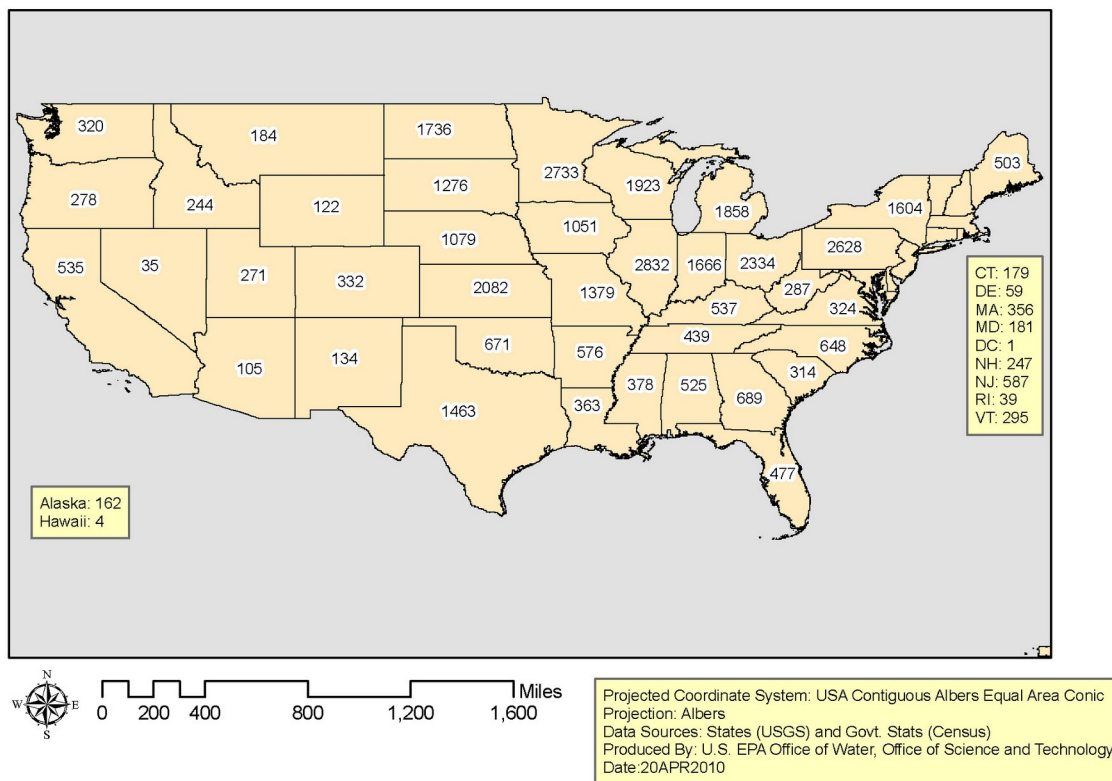 320
184
1736
2733
503
278
244
122
1276
1923
1858
1604
535
35
271
332
1079
1051
2832
1666
2334
2628
2082
1379
537
287
324
105
134
671
576
439
648
1463
363
378
525
689
314
477
CT: 179
DE: 59
MA: 356
MD: 181
DC: 1
NH: 247
NJ: 587
RI: 39
VT: 295
Alaska: 162
Hawaii: 4
N
W E
S
Miles
0 200 400 800 1,200 1,600
Projected Coordinate System: USA Contiguous Albers Equal Area Conic
Projection: Albers
Data Sources: States (USGS) and Govt. Stats (Census)
Produced By: U.S. EPA Office of Water, Office of Science and Technology
Date:20APR2010